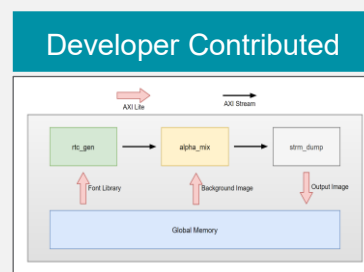 Developer Contributed
AXI Lite
AXI Stream
rtc_gen
alpha_mix
strm_dump
Font Library
Background Image
Output Image
Global Memory